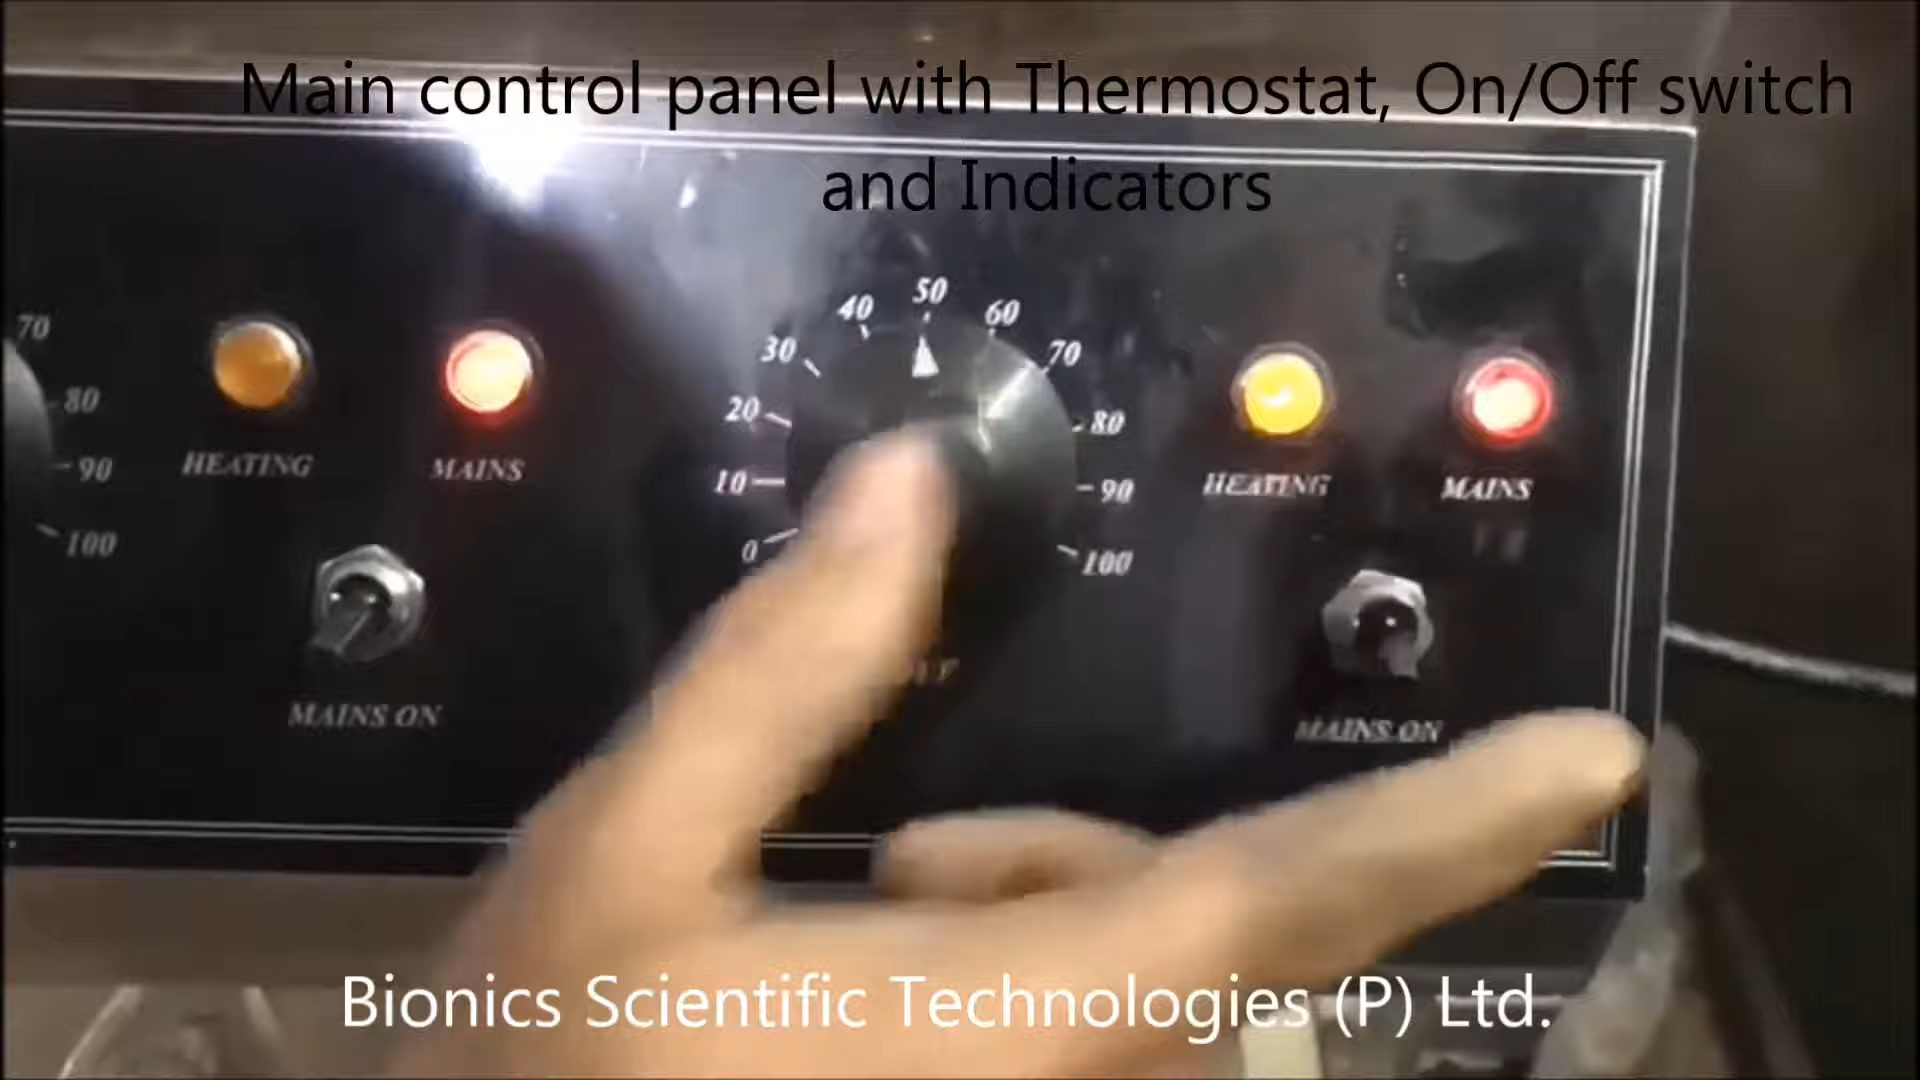 Main control panel with Thermostat, On/Off switch
and Indicators
50
40
60
30
70
20
80
10
90
0
100
70
80
90
100
HEATING
MAINS
MAINS ON
HEATING
MAINS
MAINS ON
Bionics Scientific Technologies (P) Ltd.